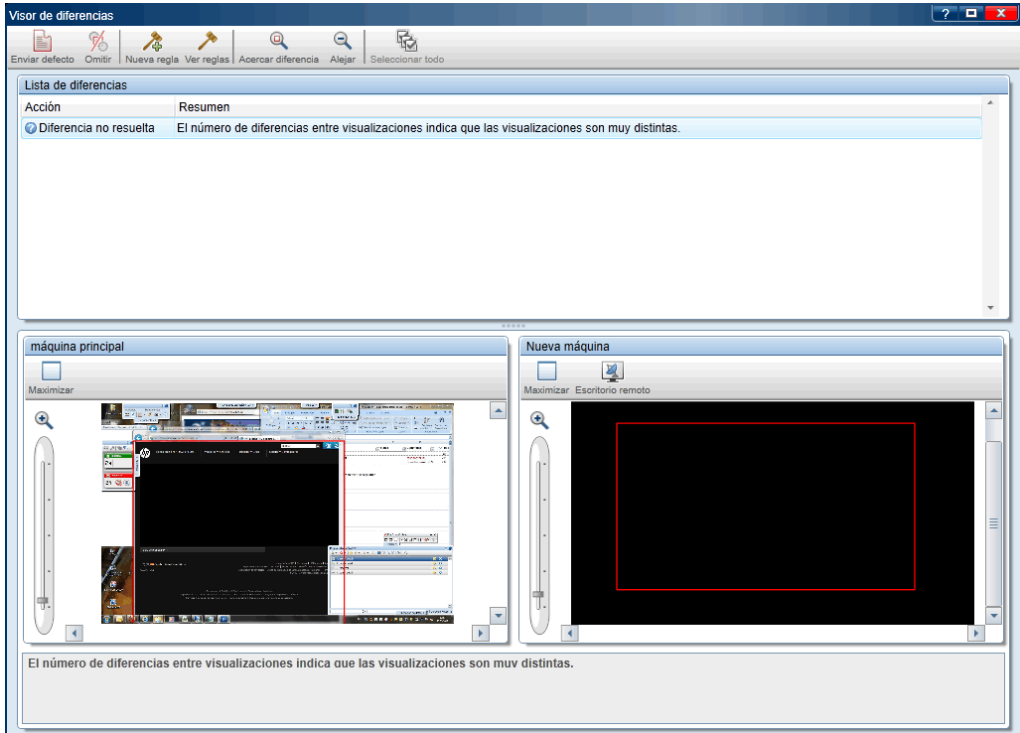 Visor de diferencias
Enviar defecto Omitir Nueva regla Ver reglas Acercar diferencia Alejar Seleccionar todo
Lista de diferencias
Acción Resumen
Diferencia no resuelta El número de diferencias entre visualizaciones indica que las visualizaciones son muy distintas.
máquina principal
Maximizar
Nueva máquina
Maximizar Escritorio remoto
El número de diferencias entre visualizaciones indica que las visualizaciones son muy distintas.